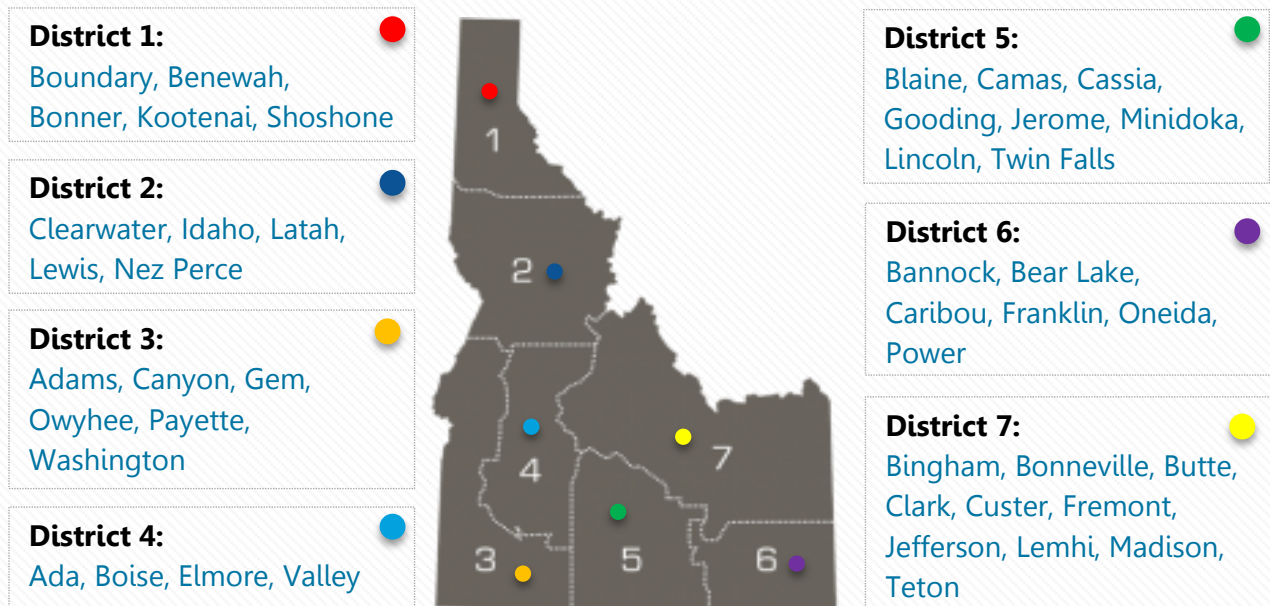 District 1:
Boundary, Benewah,
Bonner, Kootenai, Shoshone
District 2:
Clearwater, Idaho, Latah,
Lewis, Nez Perce
District 3:
Adams, Canyon, Gem,
Owyhee, Payette,
Washington
District 4:
Ada, Boise, Elmore, Valley
1
2
4
7
3
5
6
District 5:
Blaine, Camas, Cassia,
Gooding, Jerome, Minidoka,
Lincoln, Twin Falls
District 6:
Bannock, Bear Lake,
Caribou, Franklin, Oneida,
Power
District 7:
Bingham, Bonneville, Butte,
Clark, Custer, Fremont,
Jefferson, Lemhi, Madison,
Teton